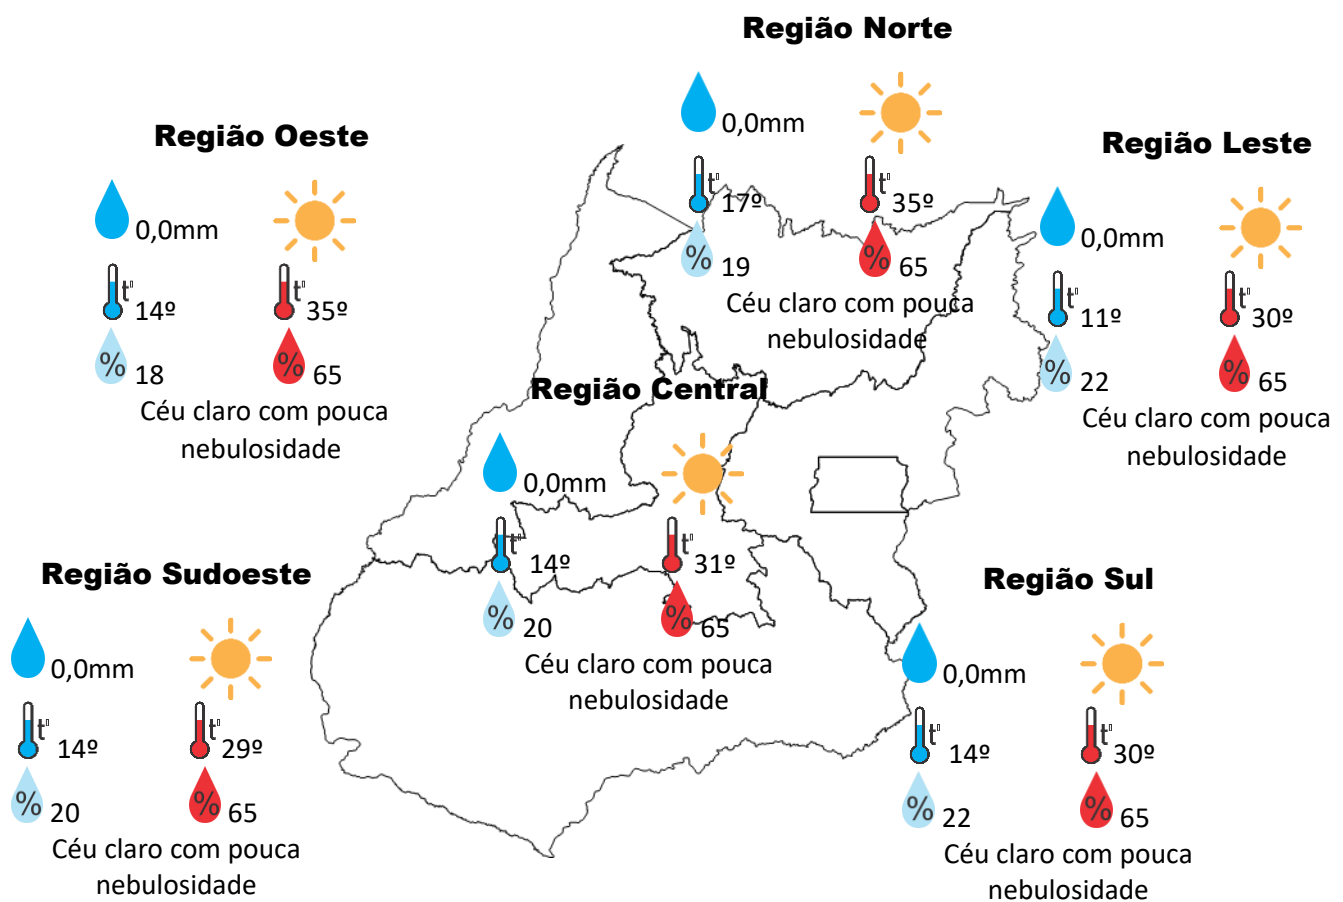 Região Norte
0,0mm
t° 17º
t° 35º
% 19
% 65
Céu claro com pouca
nebulosidade
Região Oeste
0,0mm
t° 14º
t° 35º
% 18
% 65
Céu claro com pouca
nebulosidade
Região Leste
0,0mm
t° 11º
t° 30º
% 22
% 65
Céu claro com pouca
nebulosidade
Região Central
0,0mm
t° 14º
t° 31º
% 20
% 65
Céu claro com pouca
nebulosidade
Região Sudoeste
0,0mm
t° 14º
t° 29º
% 20
% 65
Céu claro com pouca
nebulosidade
Região Sul
0,0mm
t° 14º
t° 30º
% 22
% 65
Céu claro com pouca
nebulosidade